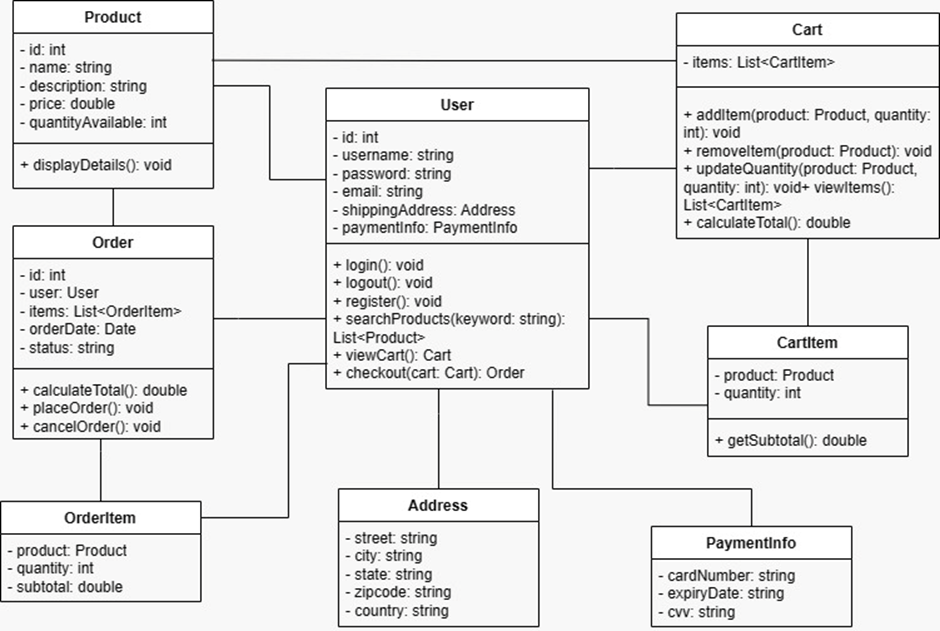 Product
- id: int
- name: string
- description: string
- price: double
- quantityAvailable: int
+ displayDetails(): void
Cart
- items: List<CartItem>
+ addItem(product: Product, quantity:
int): void
+ removeItem(product: Product): void
+ updateQuantity(product: Product,
quantity: int): void+ viewItems():
List<CartItem>
+ calculateTotal(): double
User
- id: int
- username: string
- password: string
- email: string
- shippingAddress: Address
- paymentInfo: PaymentInfo
+ login(): void
+ logout(): void
+ register(): void
+ searchProducts(keyword: string):
List<Product>
+ viewCart(): Cart
+ checkout(cart: Cart): Order
Order
- id: int
- user: User
- items: List<OrderItem>
- orderDate: Date
- status: string
+ calculateTotal(): double
+ placeOrder(): void
+ cancelOrder(): void
CartItem
- product: Product
- quantity: int
+ getSubtotal(): double
OrderItem
- product: Product
- quantity: int
- subtotal: double
Address
- street: string
- city: string
- state: string
- zipcode: string
- country: string
PaymentInfo
- cardNumber: string
- expiryDate: string
- cvv: string